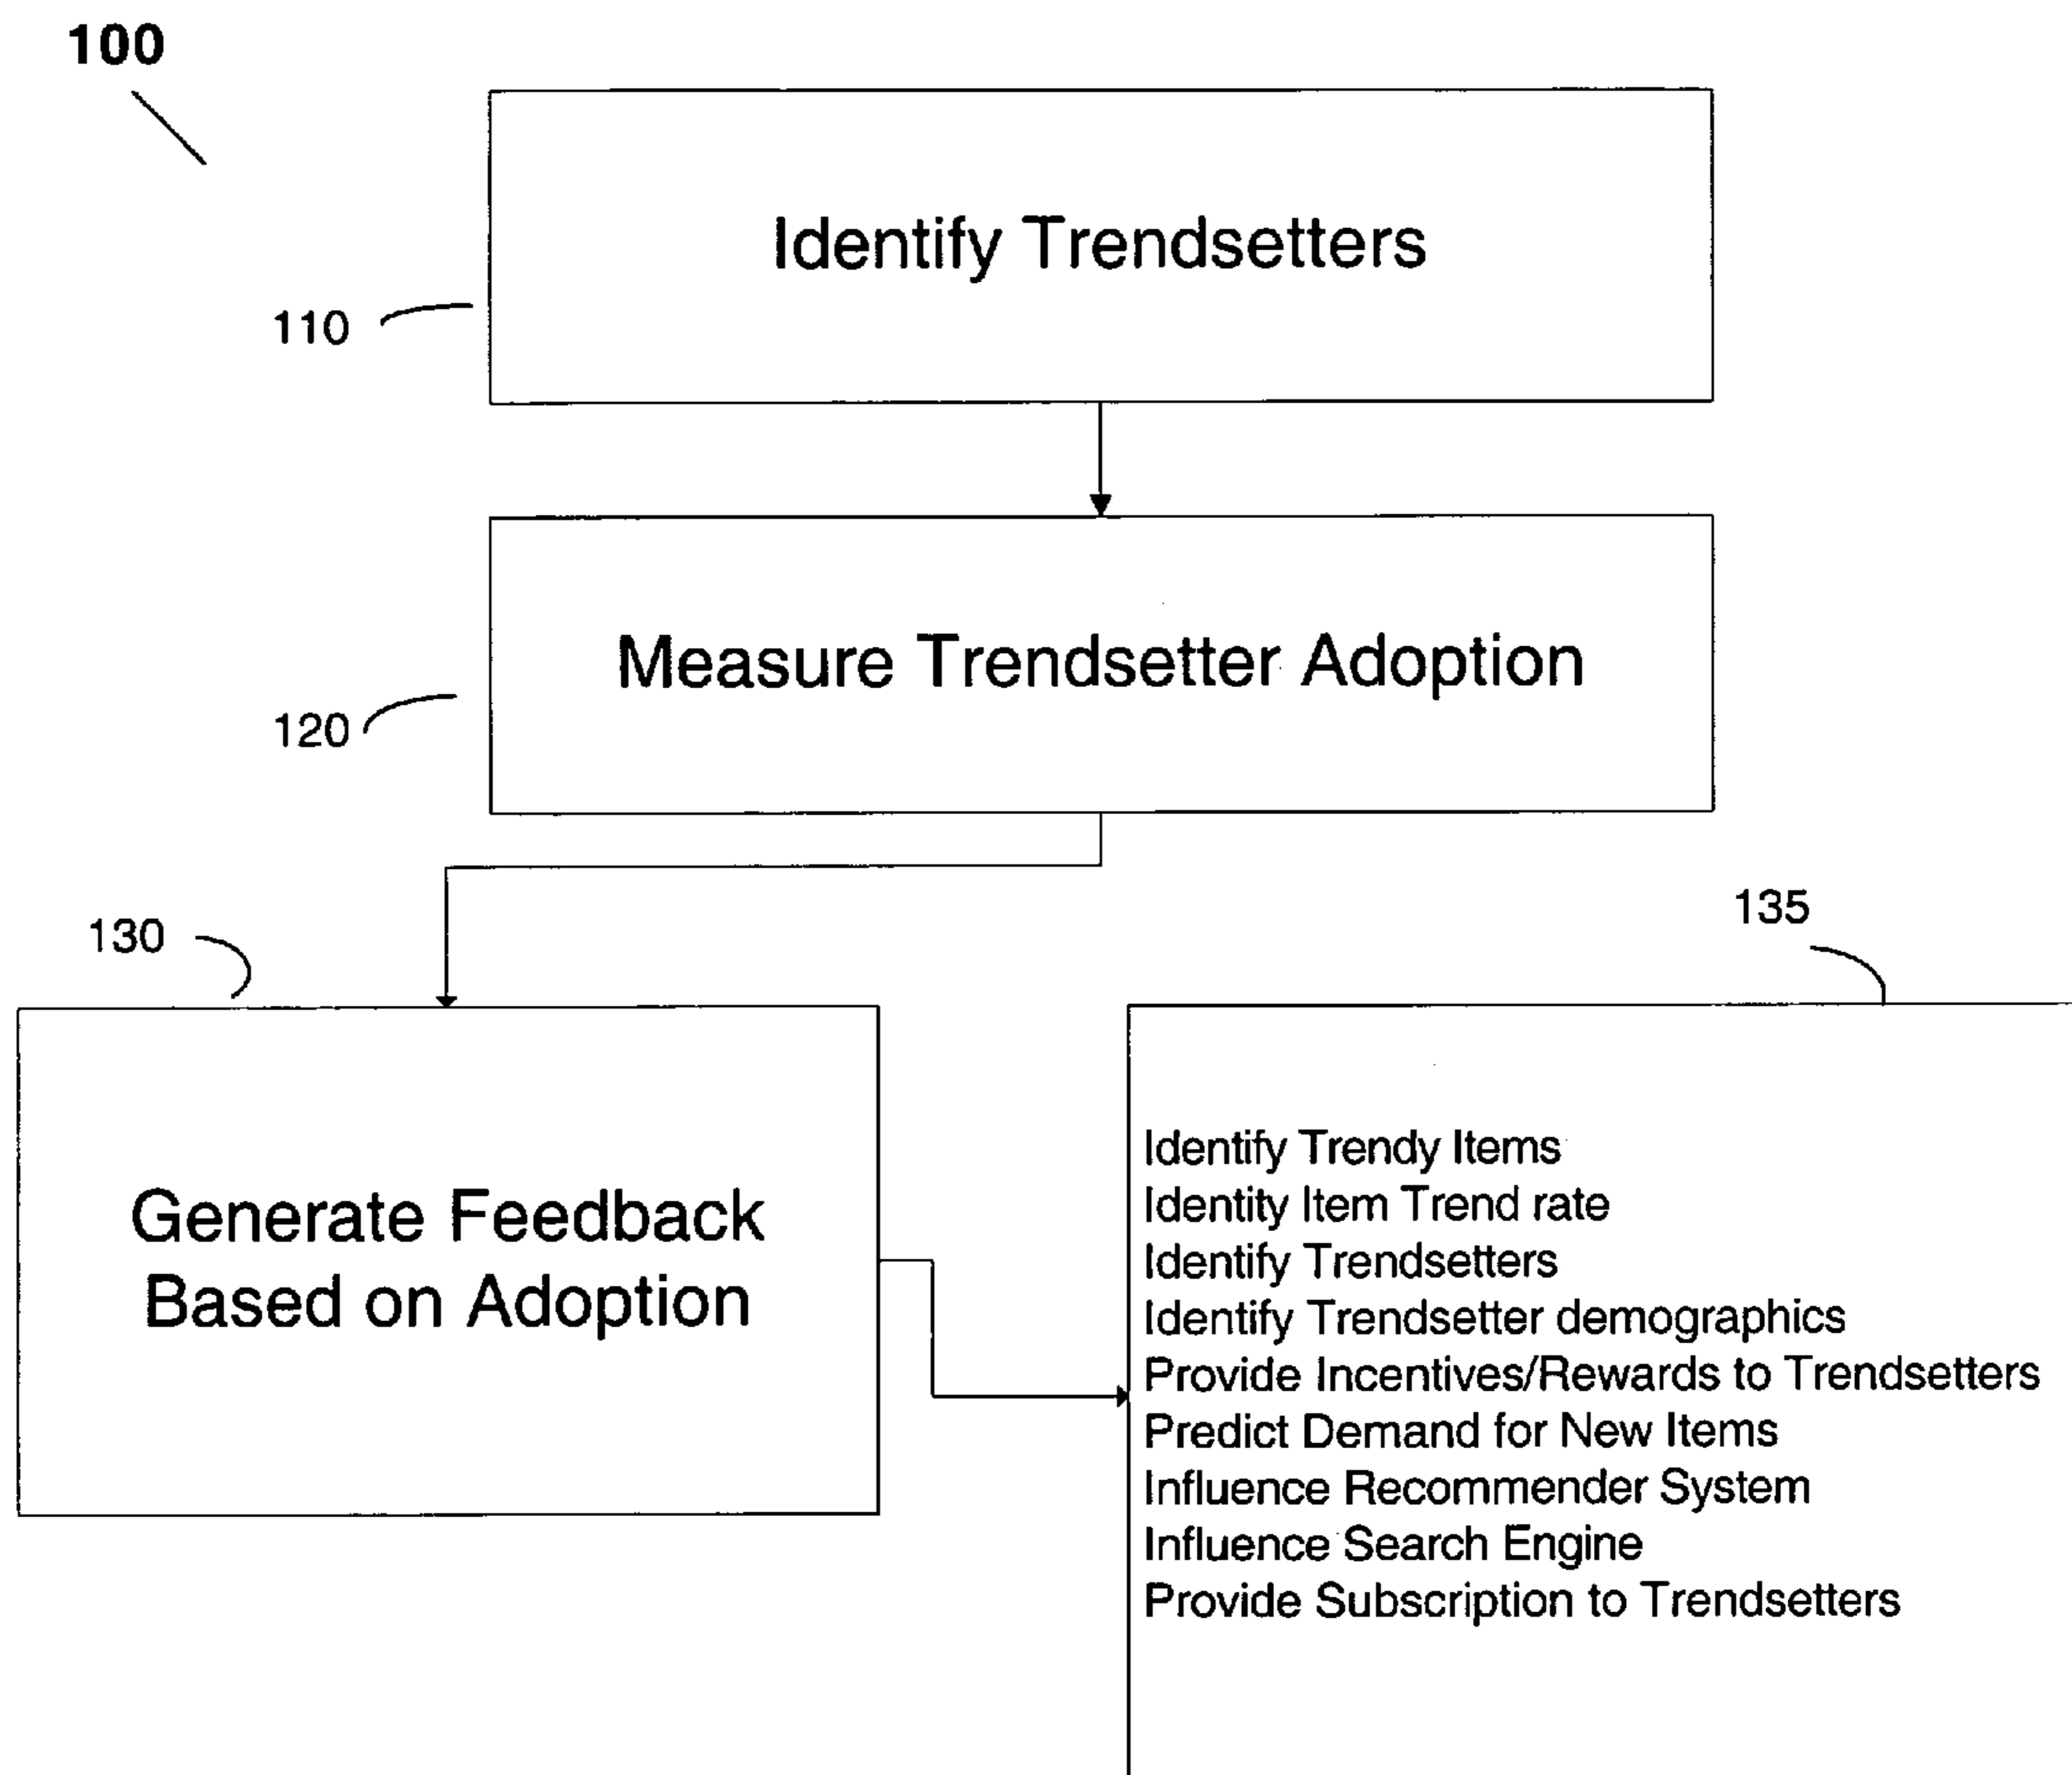 100
Identify Trendsetters
110
Measure Trendsetter Adoption
120
130
135
Generate Feedback
Based on Adoption
Identify Trendy Items
Identity Item Trend rate
Identify Trendsetters
Identify Trendsetter demographics
Provide Incentives/Rewards to Trendsetters
Predict Demand for New Items
Influence Recommender System
Influence Search Engine
Provide Subscription to Trendsetters